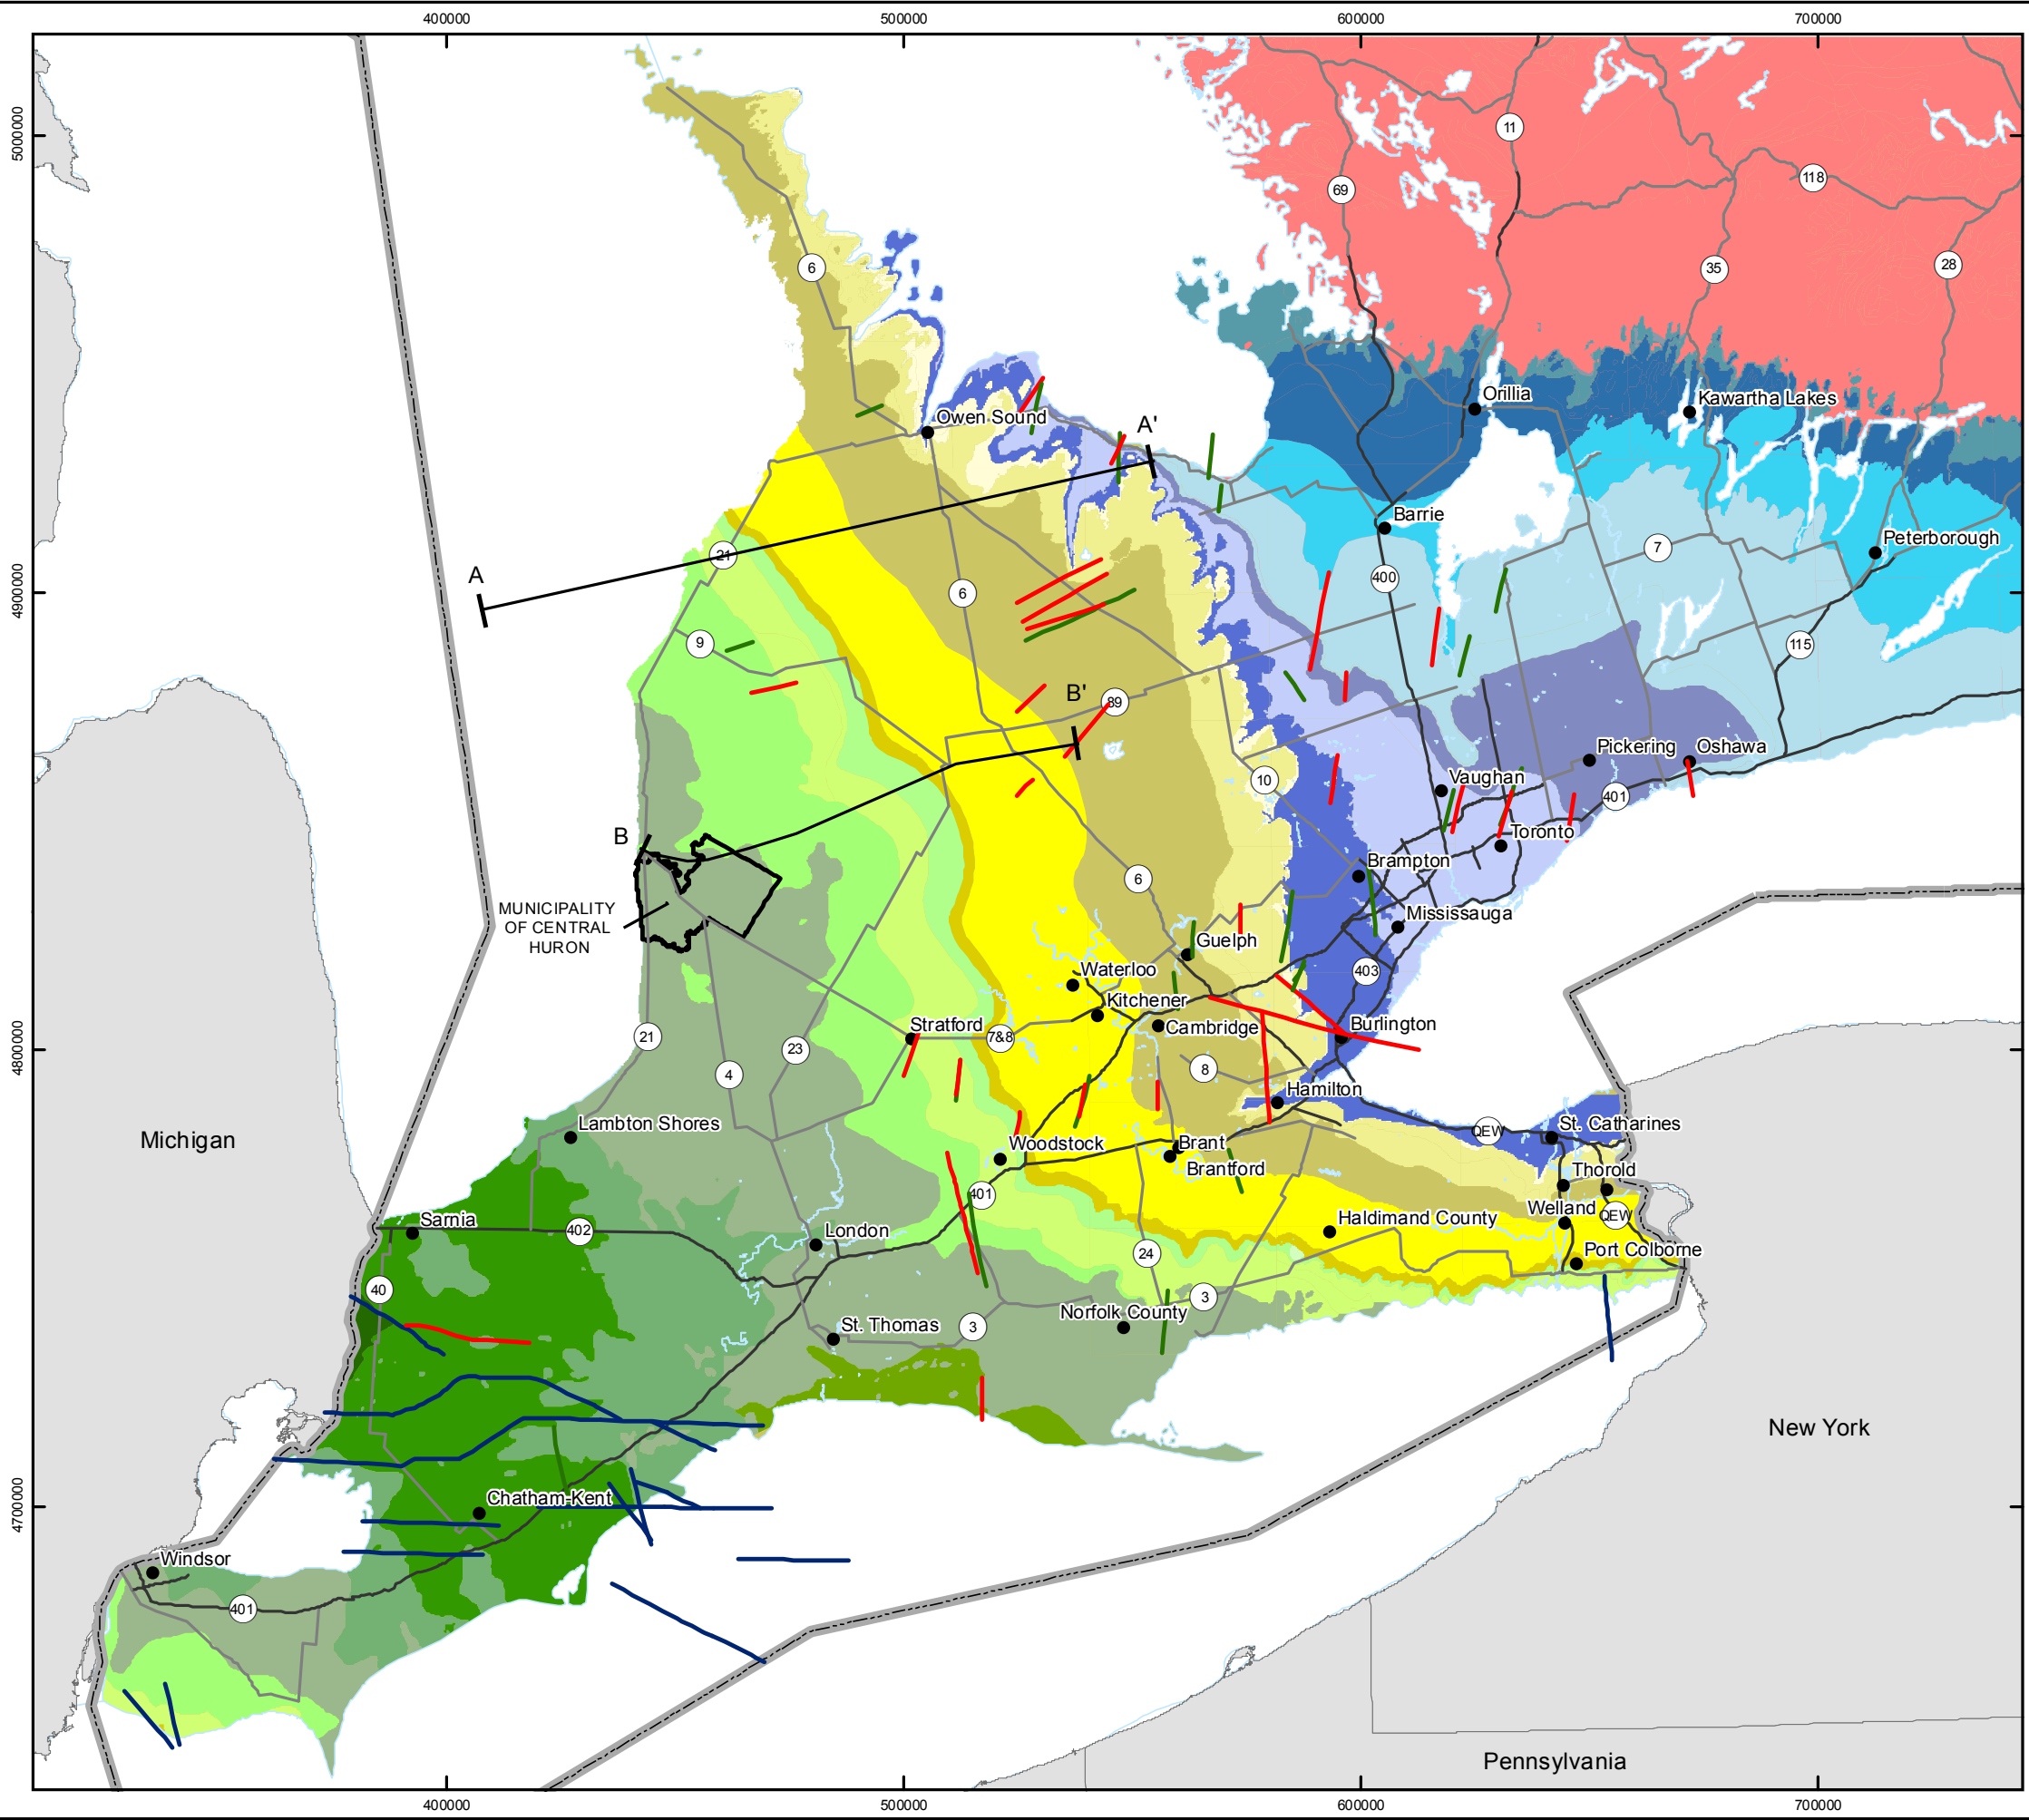 400000
500000
600000
700000
5000000
4900000
4800000
4700000
11
69
118
35
28
6
Orillia
Kawartha Lakes
Owen Sound
A'
Barrie
Peterborough
7
21
A
400
6
9
115
B'
89
Pickering
Oshawa
Vaughan
10
401
B
Toronto
Brampton
6
MUNICIPALITY
OF CENTRAL
HURON
Mississauga
Guelph
Waterloo
403
Kitchener
Stratford
Cambridge
Burlington
21
23
7&8
4
8
Hamilton
Lambton Shores
Michigan
QEW
St. Catharines
Woodstock
Brant
Brantford
Thorold
401
Sarnia
402
London
Haldimand County
Welland
QEW
24
Port Colborne
40
3
Norfolk County
St. Thomas
3
New York
Chatham-Kent
Windsor
401
Pennsylvania
400000
500000
600000
700000